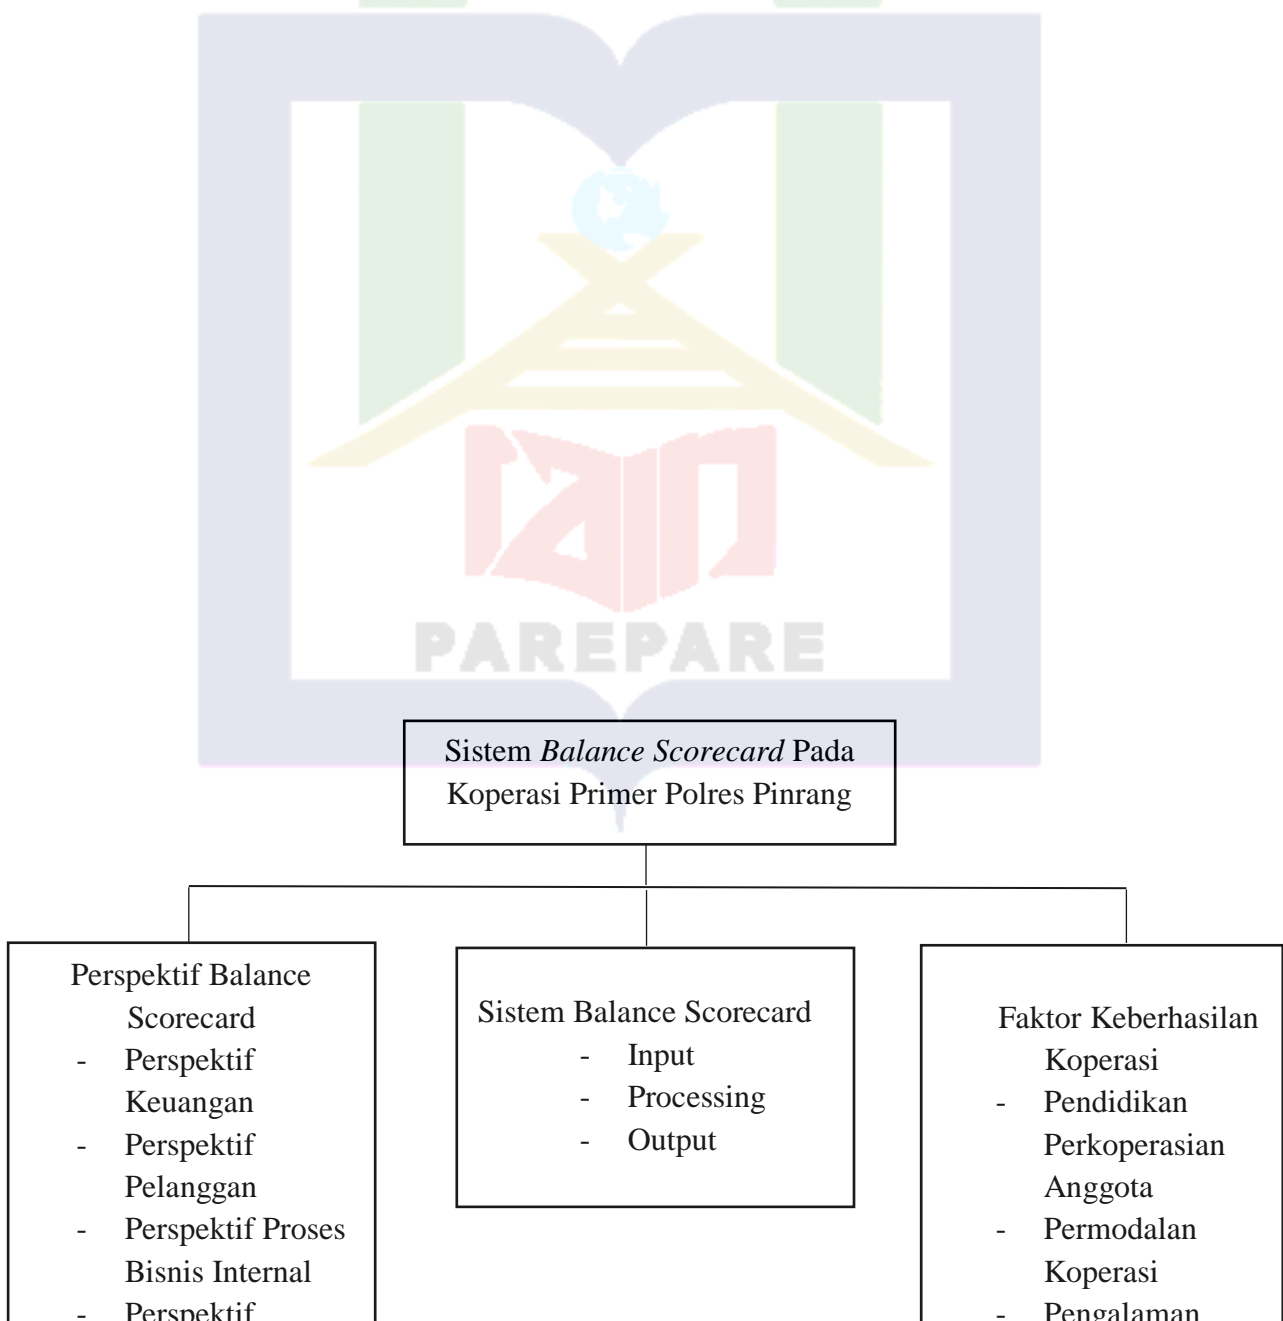 iain
PAREPARE
Sistem Balance Scorecard Pada
Koperasi Primer Polres Pinrang
Perspektif Balance
Scorecard
- Perspektif
Keuangan
- Perspektif
Pelanggan
- Perspektif Proses
Bisnis Internal
- Perspektif
Sistem Balance Scorecard
- Input
- Processing
- Output
Faktor Keberhasilan
Koperasi
- Pendidikan
Perkoperasian
Anggota
- Permodalan
Koperasi
- Pengalaman